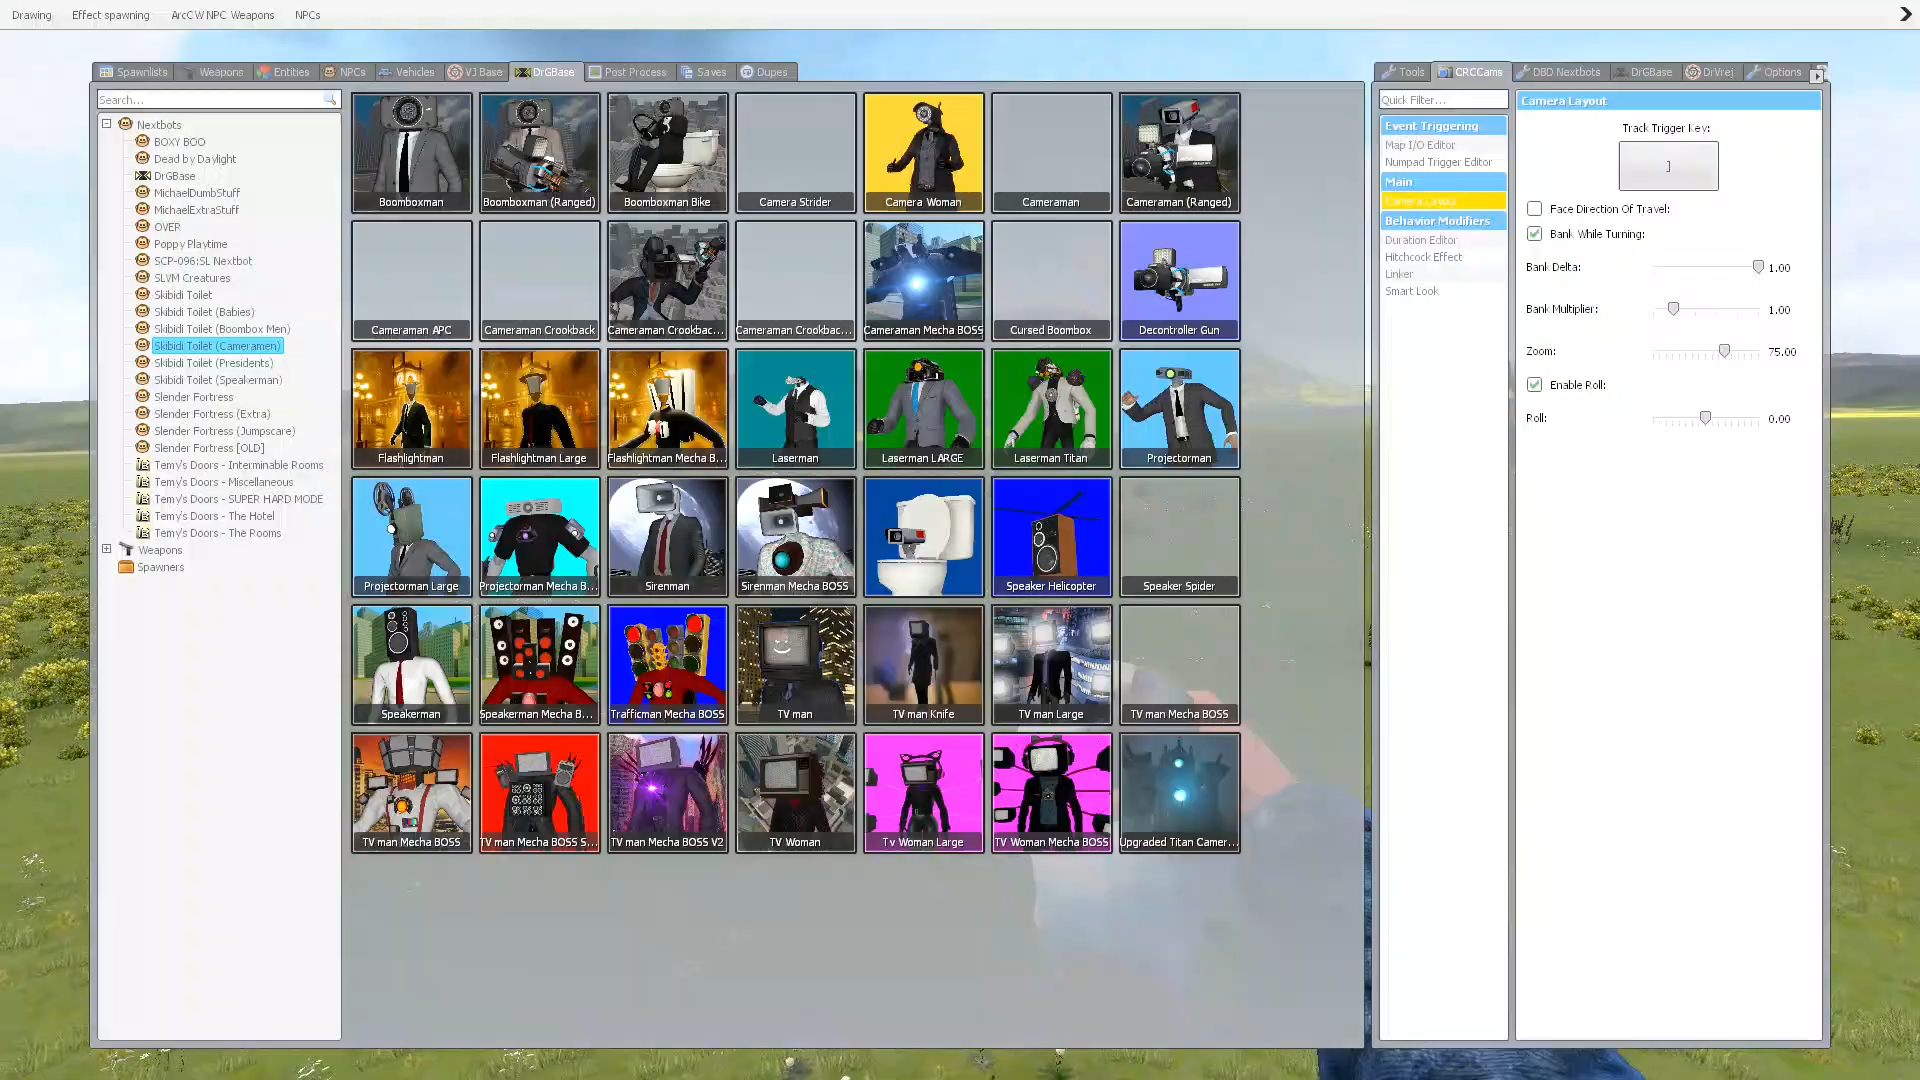 Drawing Effect spawning ArcCW NPC Weapons NPCs
Spawnlists Weapons Entities NPCs Vehicles VJ Base DrGBase Post Process Saves Dupes
Search...
Nextbots
BOXY BOO
Dead by Daylight
DrGBase
MichaelDumbStuff
MichaelExtraStuff
OVER
Poppy Playtime
SCP-096:SL Nextbot
SLVM Creatures
Skibidi Toilet
Skibidi Toilet (Babies)
Skibidi Toilet (Boombox Men)
Skibidi Toilet (Cameramen)
Skibidi Toilet (Presidents)
Skibidi Toilet (Speakerman)
Slender Fortress
Slender Fortress (Extra)
Slender Fortress (Jumpscare)
Slender Fortress [OLD]
Temy's Doors - Interminable Rooms
Temy's Doors - Miscellaneous
Temy's Doors - SUPER HARD MODE
Temy's Doors - The Hotel
Temy's Doors - The Rooms
Weapons
Spawners
Boomboxman Boomboxman (Ranged) Boomboxman Bike Camera Strider Camera Woman Cameraman Cameraman (Ranged)
Cameraman APC Cameraman Crookback Cameraman Crookbac... Cameraman Crookbac... Cameraman Mecha BOSS Cursed Boombox Decontroller Gun
Flashlightman Flashlightman Large Flashlightman Mecha B... Laserman Laserman LARGE Laserman Titan Projectorman
Projectorman Large Projectorman Mecha B... Sirenman Sirenman Mecha BOSS Speaker Helicopter Speaker Spider
Speakerman Speakerman Mecha B... Trafficman Mecha BOSS TV man TV man Knife TV man Large TV man Mecha BOSS
TV man Mecha BOSS TV man Mecha BOSS S... TV man Mecha BOSS V2 TV Woman Tv Woman Large TV Woman Mecha BOSS Upgraded Titan Camer...
Tools CRCCams DBD Nextbots DrGBase DrVrej Options
Quick Filter...
Event Triggering
Map I/O Editor
Numpad Trigger Editor
Main
Camera Layout
Behavior Modifiers
Duration Editor
Hitchcock Effect
Linker
Smart Look
Camera Layout
Track Trigger Key:
]
Face Direction Of Travel:
Bank While Turning:
Bank Delta: 1.00
Bank Multiplier: 1.00
Zoom: 75.00
Enable Roll:
Roll: 0.00